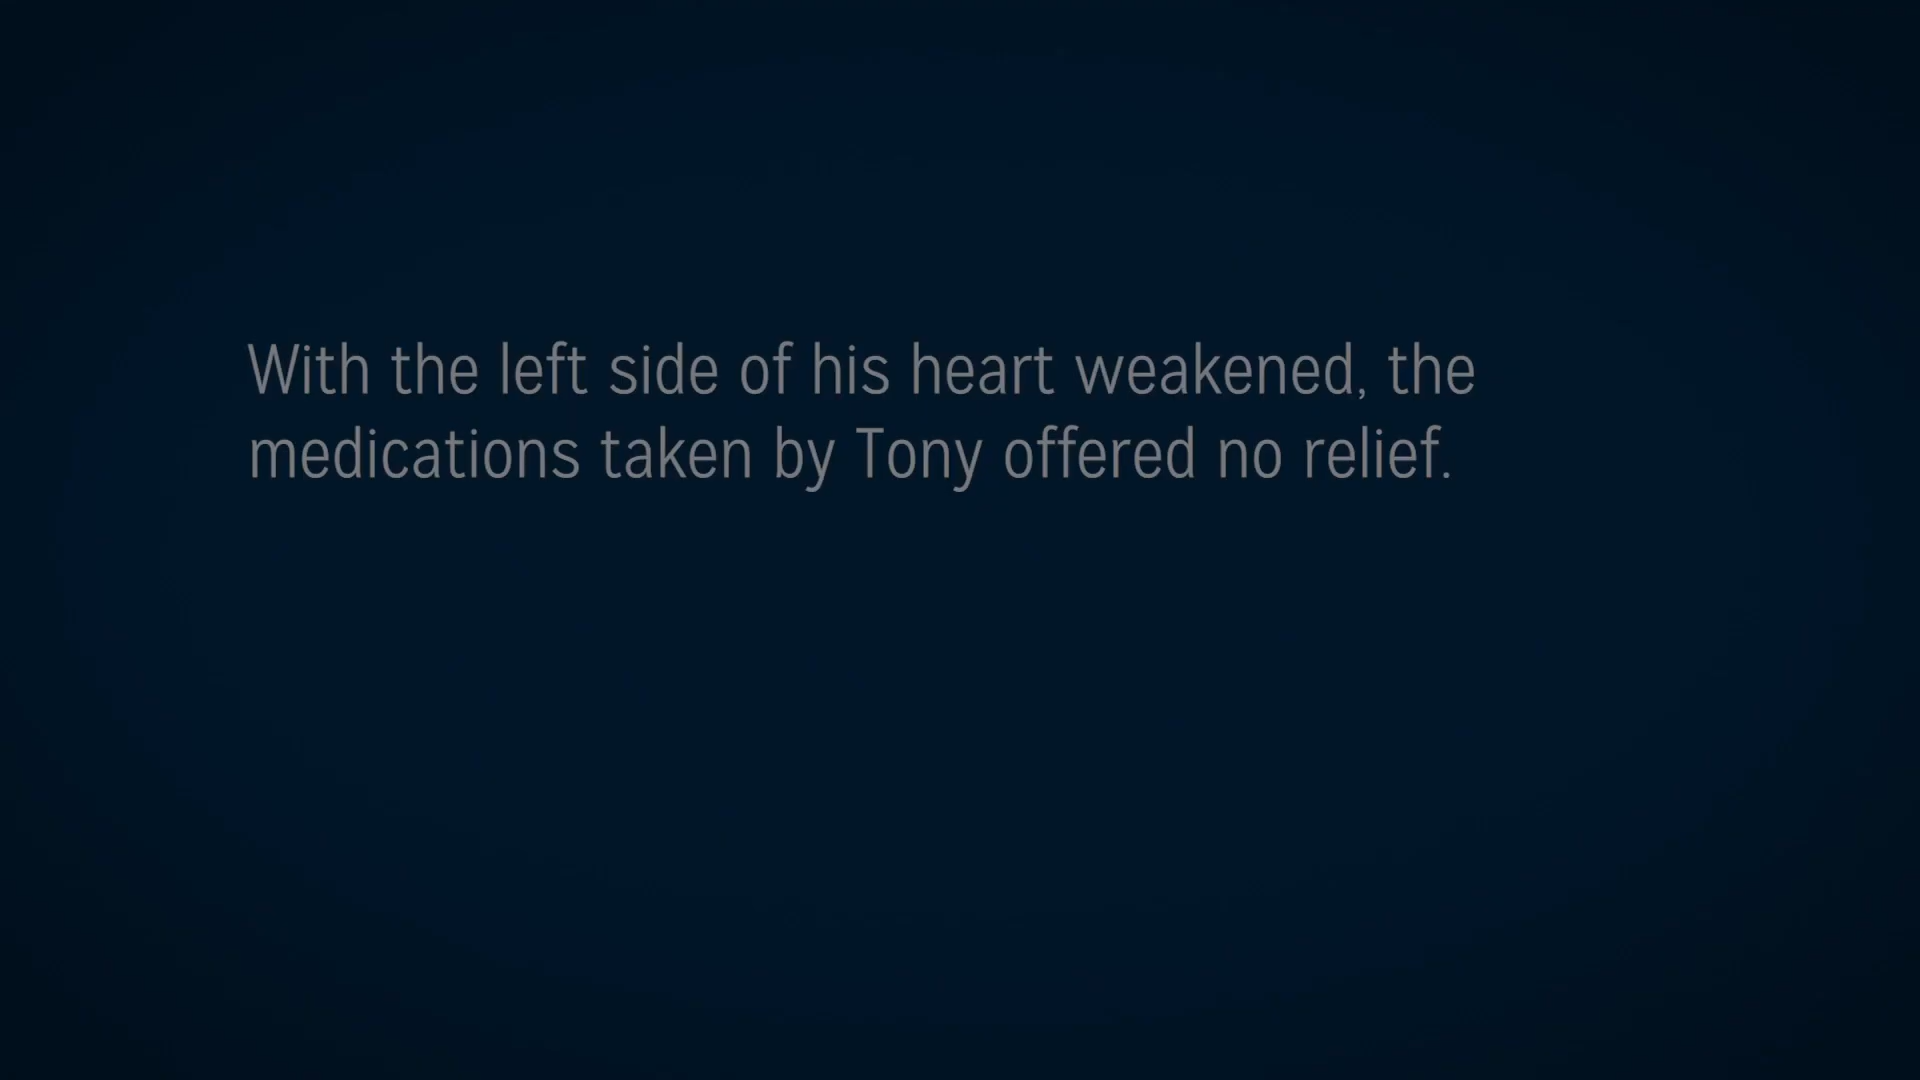 With the left side of his heart weakened, the
medications taken by Tony offered no relief.